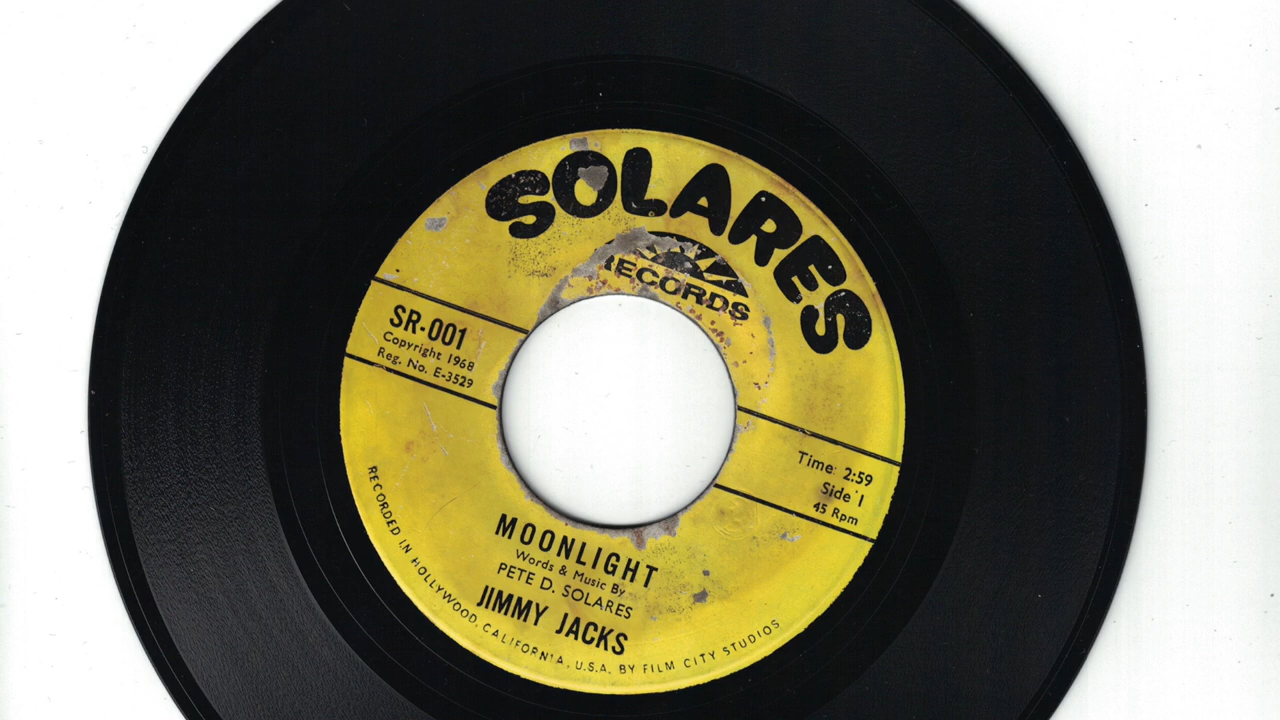 SOLARES
RECORDS
SR-001
Copyright 1968
Reg. No. E-3529
Time: 2:59
Side 1
45 Rpm
MOONLIGHT
Words & Music By
PETE D. SOLARES
JIMMY JACKS
RECORDED IN HOLLYWOOD, CALIFORNIA, U.S.A. BY FILM CITY STUDIOS